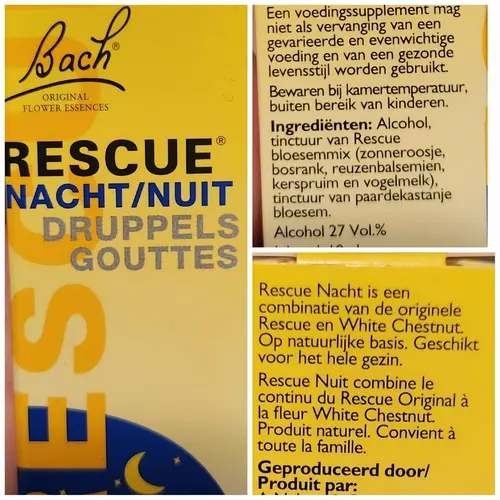 Bach®
ORIGINAL
FLOWER ESSENCES
RESCUE®
NACHT/NUIT
DRUPPELS
GOUTTES
Een voedingssupplement mag
niet als vervanging van een
gevarieerde en evenwichtige
voeding en van een gezonde
levensstijl worden gebruikt.
Bewaren bij kamertemperatuur,
buiten bereik van kinderen.
Ingrediënten: Alcohol,
tinctuur van Rescue
bloesemmix (zonneroosje,
bosrank, reuzenbalsemien,
kerspruim en vogelmelk),
tinctuur van paardekastanje
bloesem.
Alcohol 27 Vol.%
Rescue Nacht is een
combinatie van de originele
Rescue en White Chestnut.
Op natuurlijke basis. Geschikt
voor het hele gezin.
Rescue Nuit combine le
continu du Rescue Original à
la fleur White Chestnut.
Produit naturel. Convient à
toute la famille.
Geproduceerd door/
Produit par: